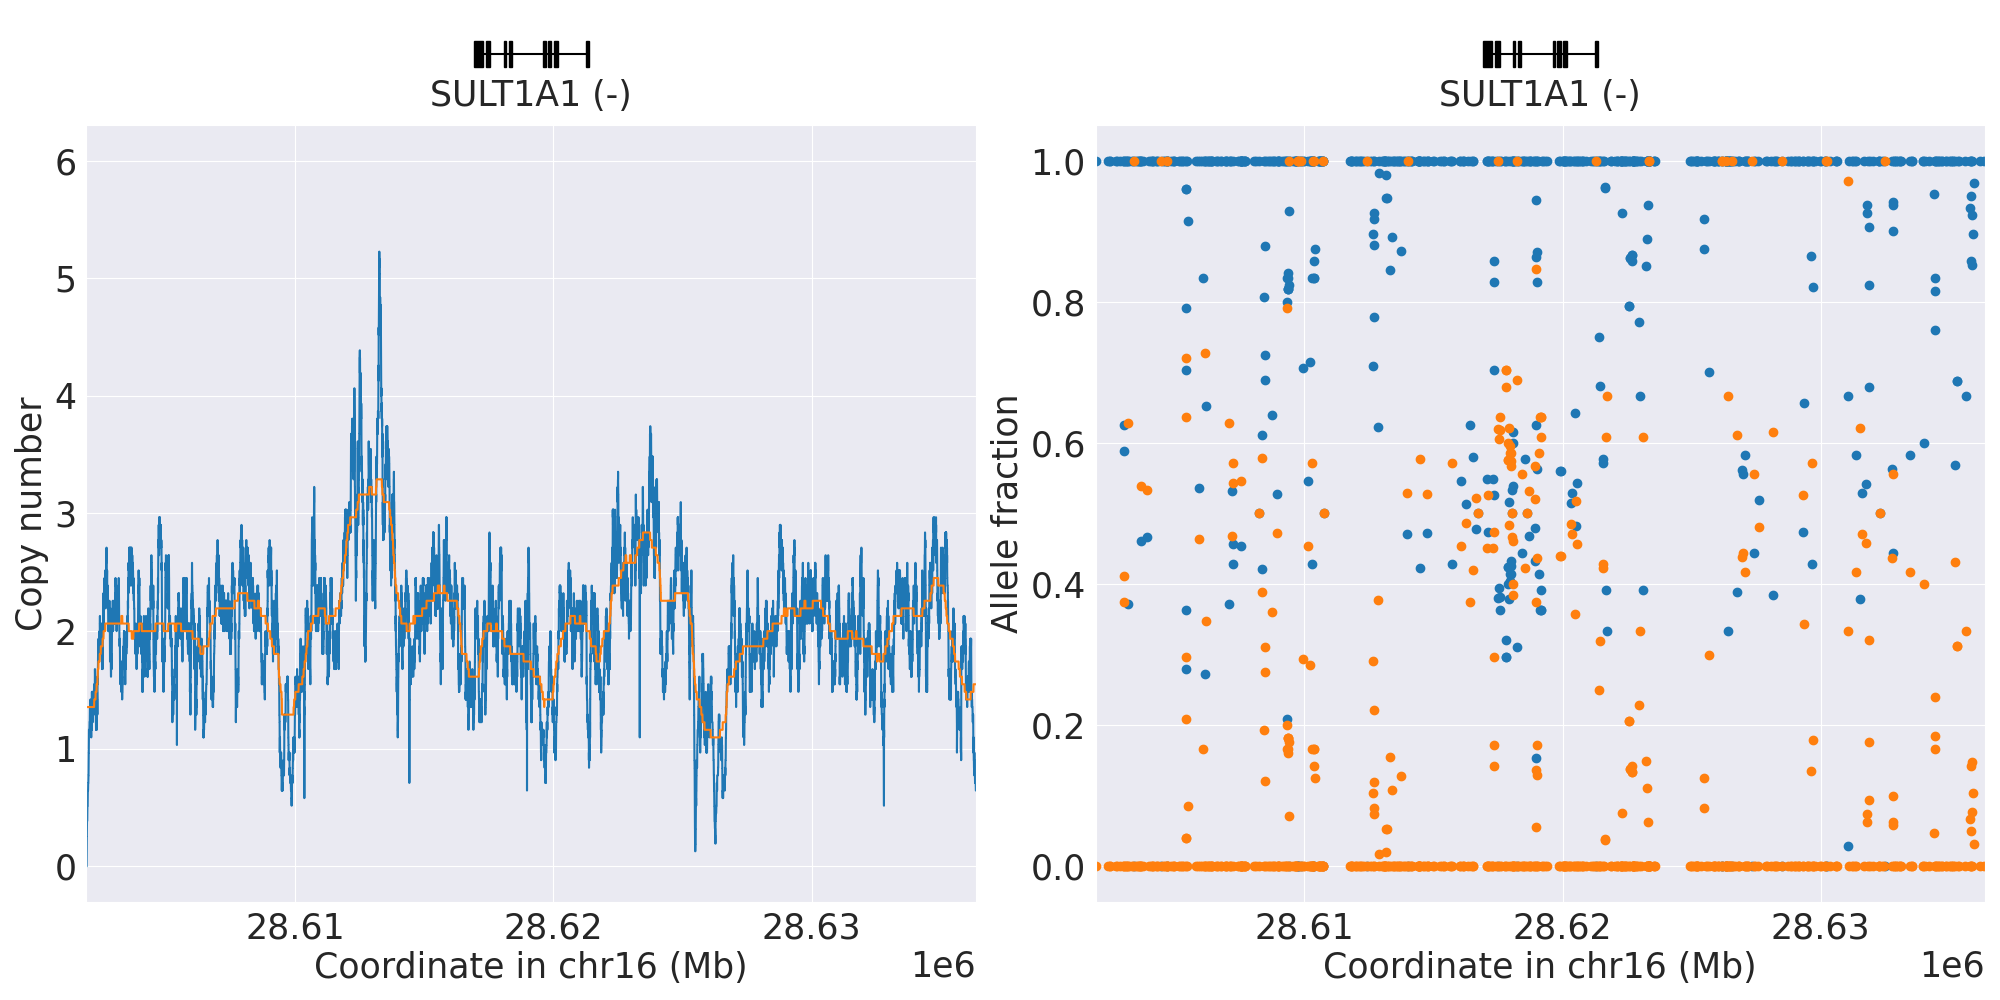 SULT1A1 (-)
6
5
4
3
2
1
0
Copy number
28.61
28.62
28.63
Coordinate in chr16 (Mb)
1e6
SULT1A1 (-)
1.0
0.8
0.6
0.4
0.2
0.0
Allele fraction
28.61
28.62
28.63
Coordinate in chr16 (Mb)
1e6